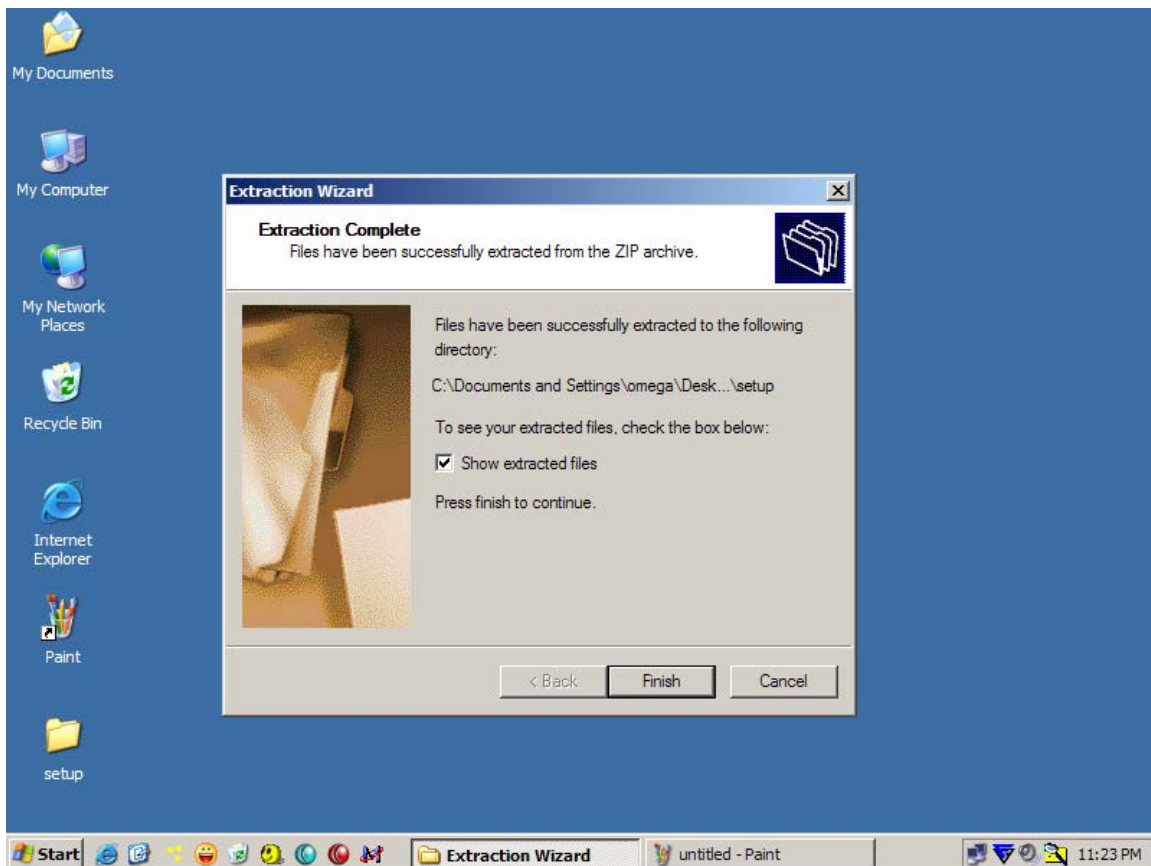 My Documents
My Computer
My Network
Places
Recycle Bin
Internet
Explorer
Paint
setup
Extraction Wizard
Extraction Complete
Files have been successfully extracted from the ZIP archive.
Files have been successfully extracted to the following
directory:
C:\Documents and Settings\omega\Desk...\setup
To see your extracted files, check the box below:
Show extracted files
Press finish to continue.
< Back
Finish
Cancel
Start
Extraction Wizard
untitled - Paint
11:23 PM